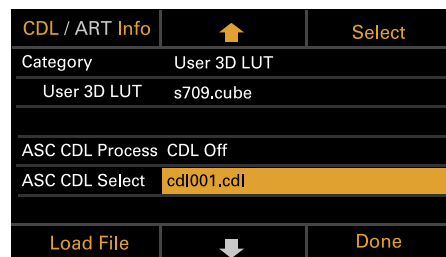 CDL / ART Info Select
Category User 3D LUT
User 3D LUT s709.cube
ASC CDL Process CDL Off
ASC CDL Select cdl001.cdl
Load File Done